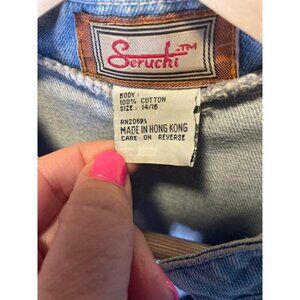 Seruchi™
BODY:
100% COTTON
SIZE: 14/16
RN20691
MADE IN HONG KONG
CARE ON REVERSE